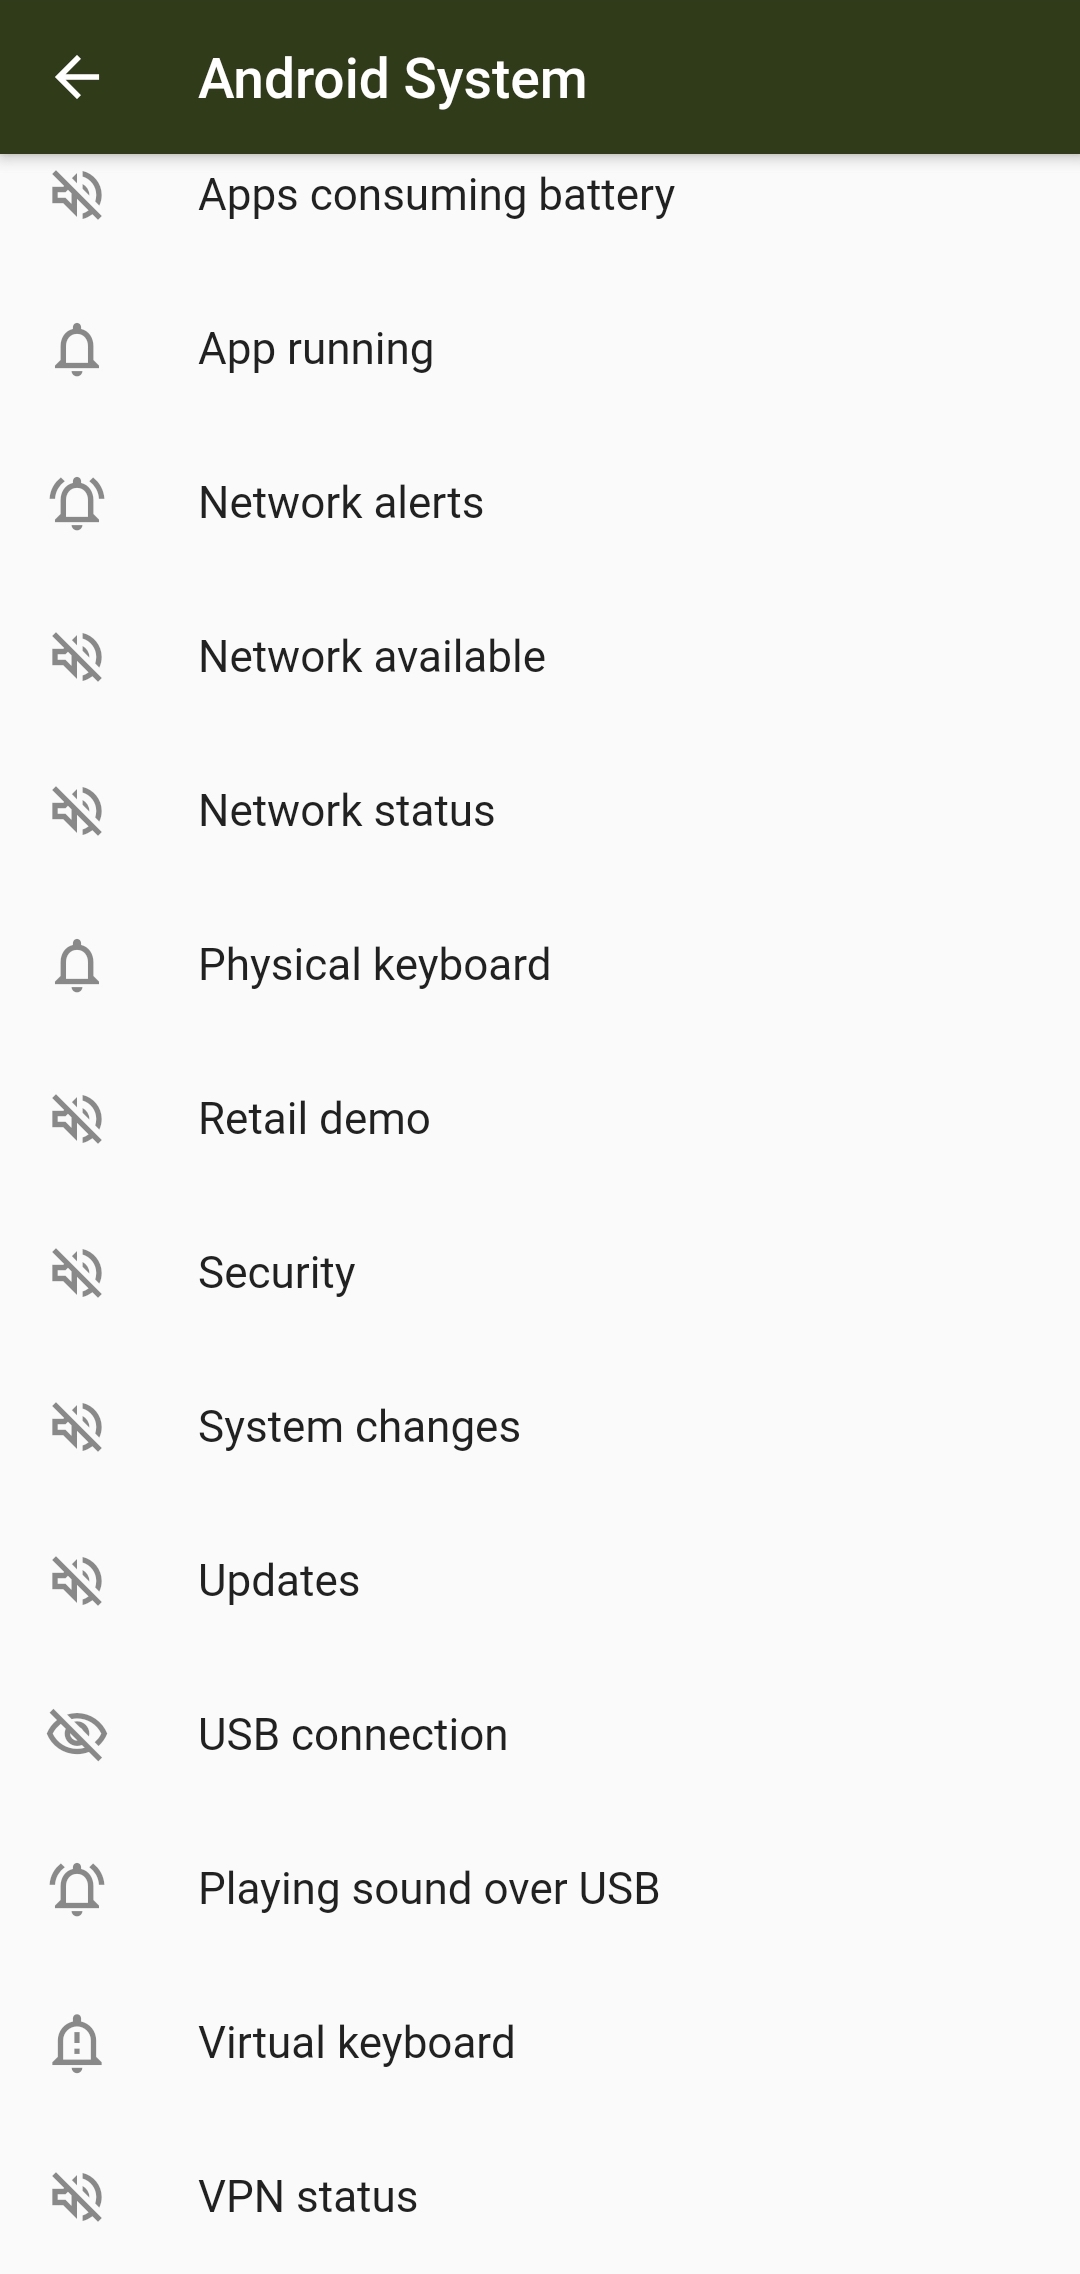 Android System
Apps consuming battery
App running
Network alerts
Network available
Network status
Physical keyboard
Retail demo
Security
System changes
Updates
USB connection
Playing sound over USB
Virtual keyboard
VPN status